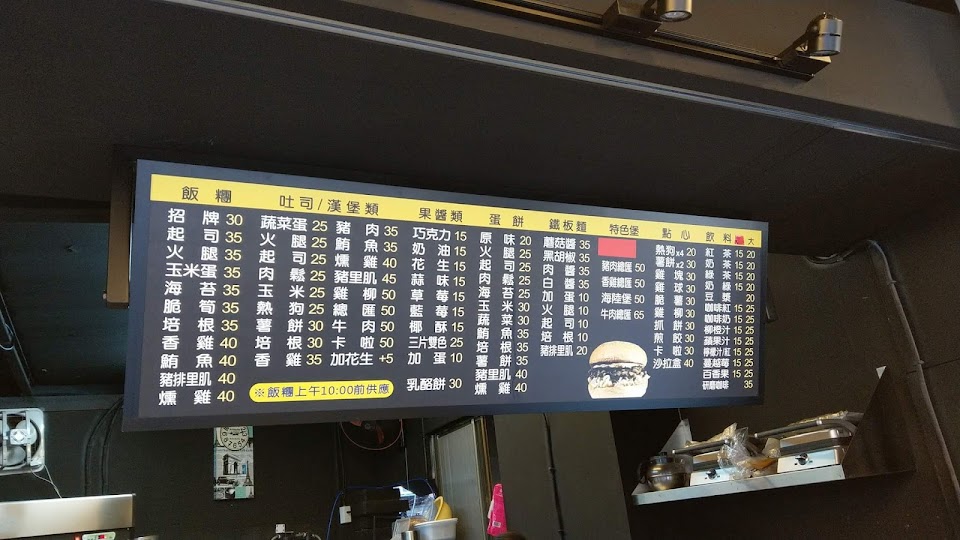 飯糰
招牌 30
起司 35
火腿 35
玉米蛋 35
海苔 35
脆筍 35
培根 35
香雞 40
鮪魚 40
豬排里肌 40
燻雞 40
吐司/漢堡類
蔬菜蛋 25
火腿 25
起司 25
肉鬆 25
玉米 25
熱狗 25
薯餅 30
培根 30
香雞 35
豬肉 35
鮪魚 35
燻雞 40
豬里肌 45
雞柳 50
總匯 50
牛肉 50
卡啦 50
加花生 +5
※飯糰上午10:00前供應
果醬類
巧克力 15
奶油 15
花生 15
蒜味 15
草莓 15
藍莓 15
椰酥 15
三片雙色 25
加蛋 10
乳酪餅 30
蛋餅
原味 20
火腿 25
起司 25
肉鬆 25
海苔 25
玉米 30
蔬菜 30
熱狗 30
培根 35
薯餅 35
豬里肌 40
燻雞 40
鐵板麵
蘑菇醬 35
黑胡椒 35
肉醬 35
白醬 35
加蛋 10
火腿 10
起司 10
培根 10
豬排里肌 20
特色堡
豬肉總匯 50
香雞總匯 50
海陸堡 50
牛肉總匯 65
點心
熱狗x4 20
薯餅x2 30
雞塊 30
雞球 30
脆薯 30
雞柳 30
抓餅 30
煎餃 30
卡啦 30
沙拉盒 40
飲料 大
紅茶 15 20
奶茶 15 20
綠茶 15 20
奶綠 15 20
豆漿 20
咖啡紅 15 25
咖啡奶 15 25
柳橙汁 15 25
蘋果汁 15 25
檸檬汁/紅 15 25
蔓越莓 15 25
百香果 15 25
研磨咖啡 35